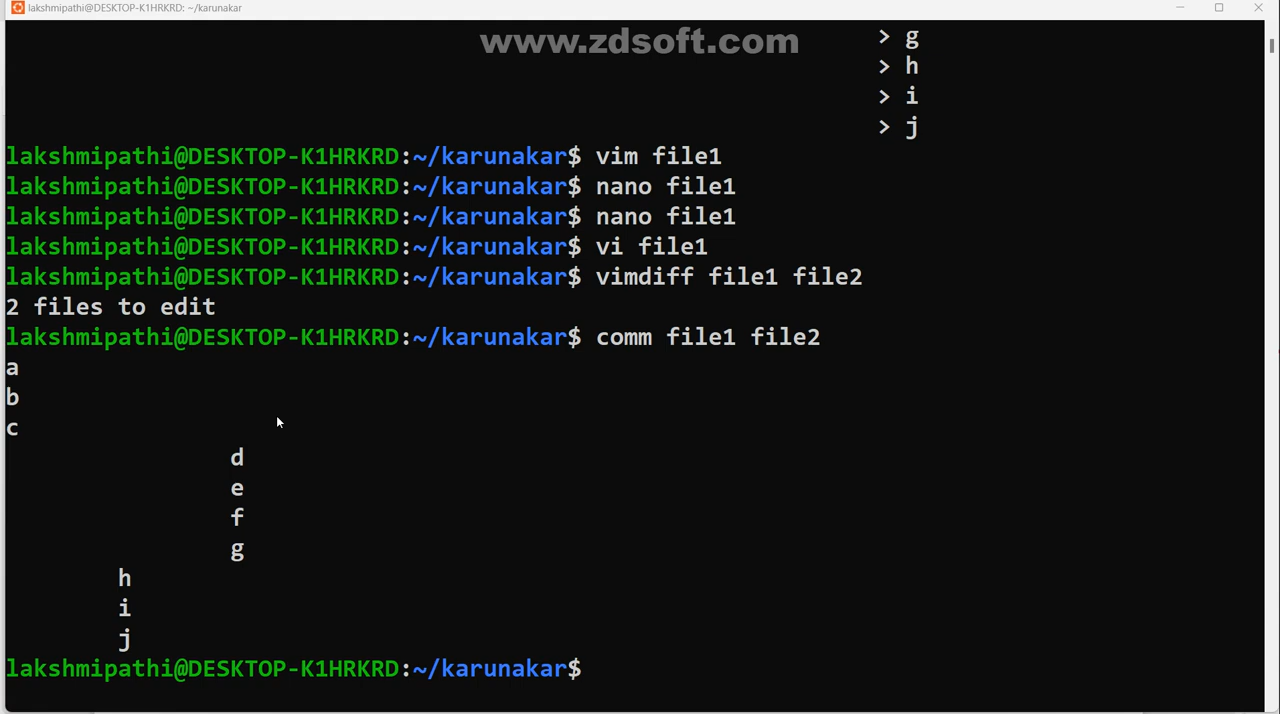 lakshmipathi@DESKTOP-K1HRKRD: ~/karunakar
www.zdsoft.com
> g
> h
> i
> j
lakshmipathi@DESKTOP-K1HRKRD:~/karunakar$ vim file1
lakshmipathi@DESKTOP-K1HRKRD:~/karunakar$ nano file1
lakshmipathi@DESKTOP-K1HRKRD:~/karunakar$ nano file1
lakshmipathi@DESKTOP-K1HRKRD:~/karunakar$ vi file1
lakshmipathi@DESKTOP-K1HRKRD:~/karunakar$ vimdiff file1 file2
2 files to edit
lakshmipathi@DESKTOP-K1HRKRD:~/karunakar$ comm file1 file2
a
b
c
d
e
f
g
h
i
j
lakshmipathi@DESKTOP-K1HRKRD:~/karunakar$